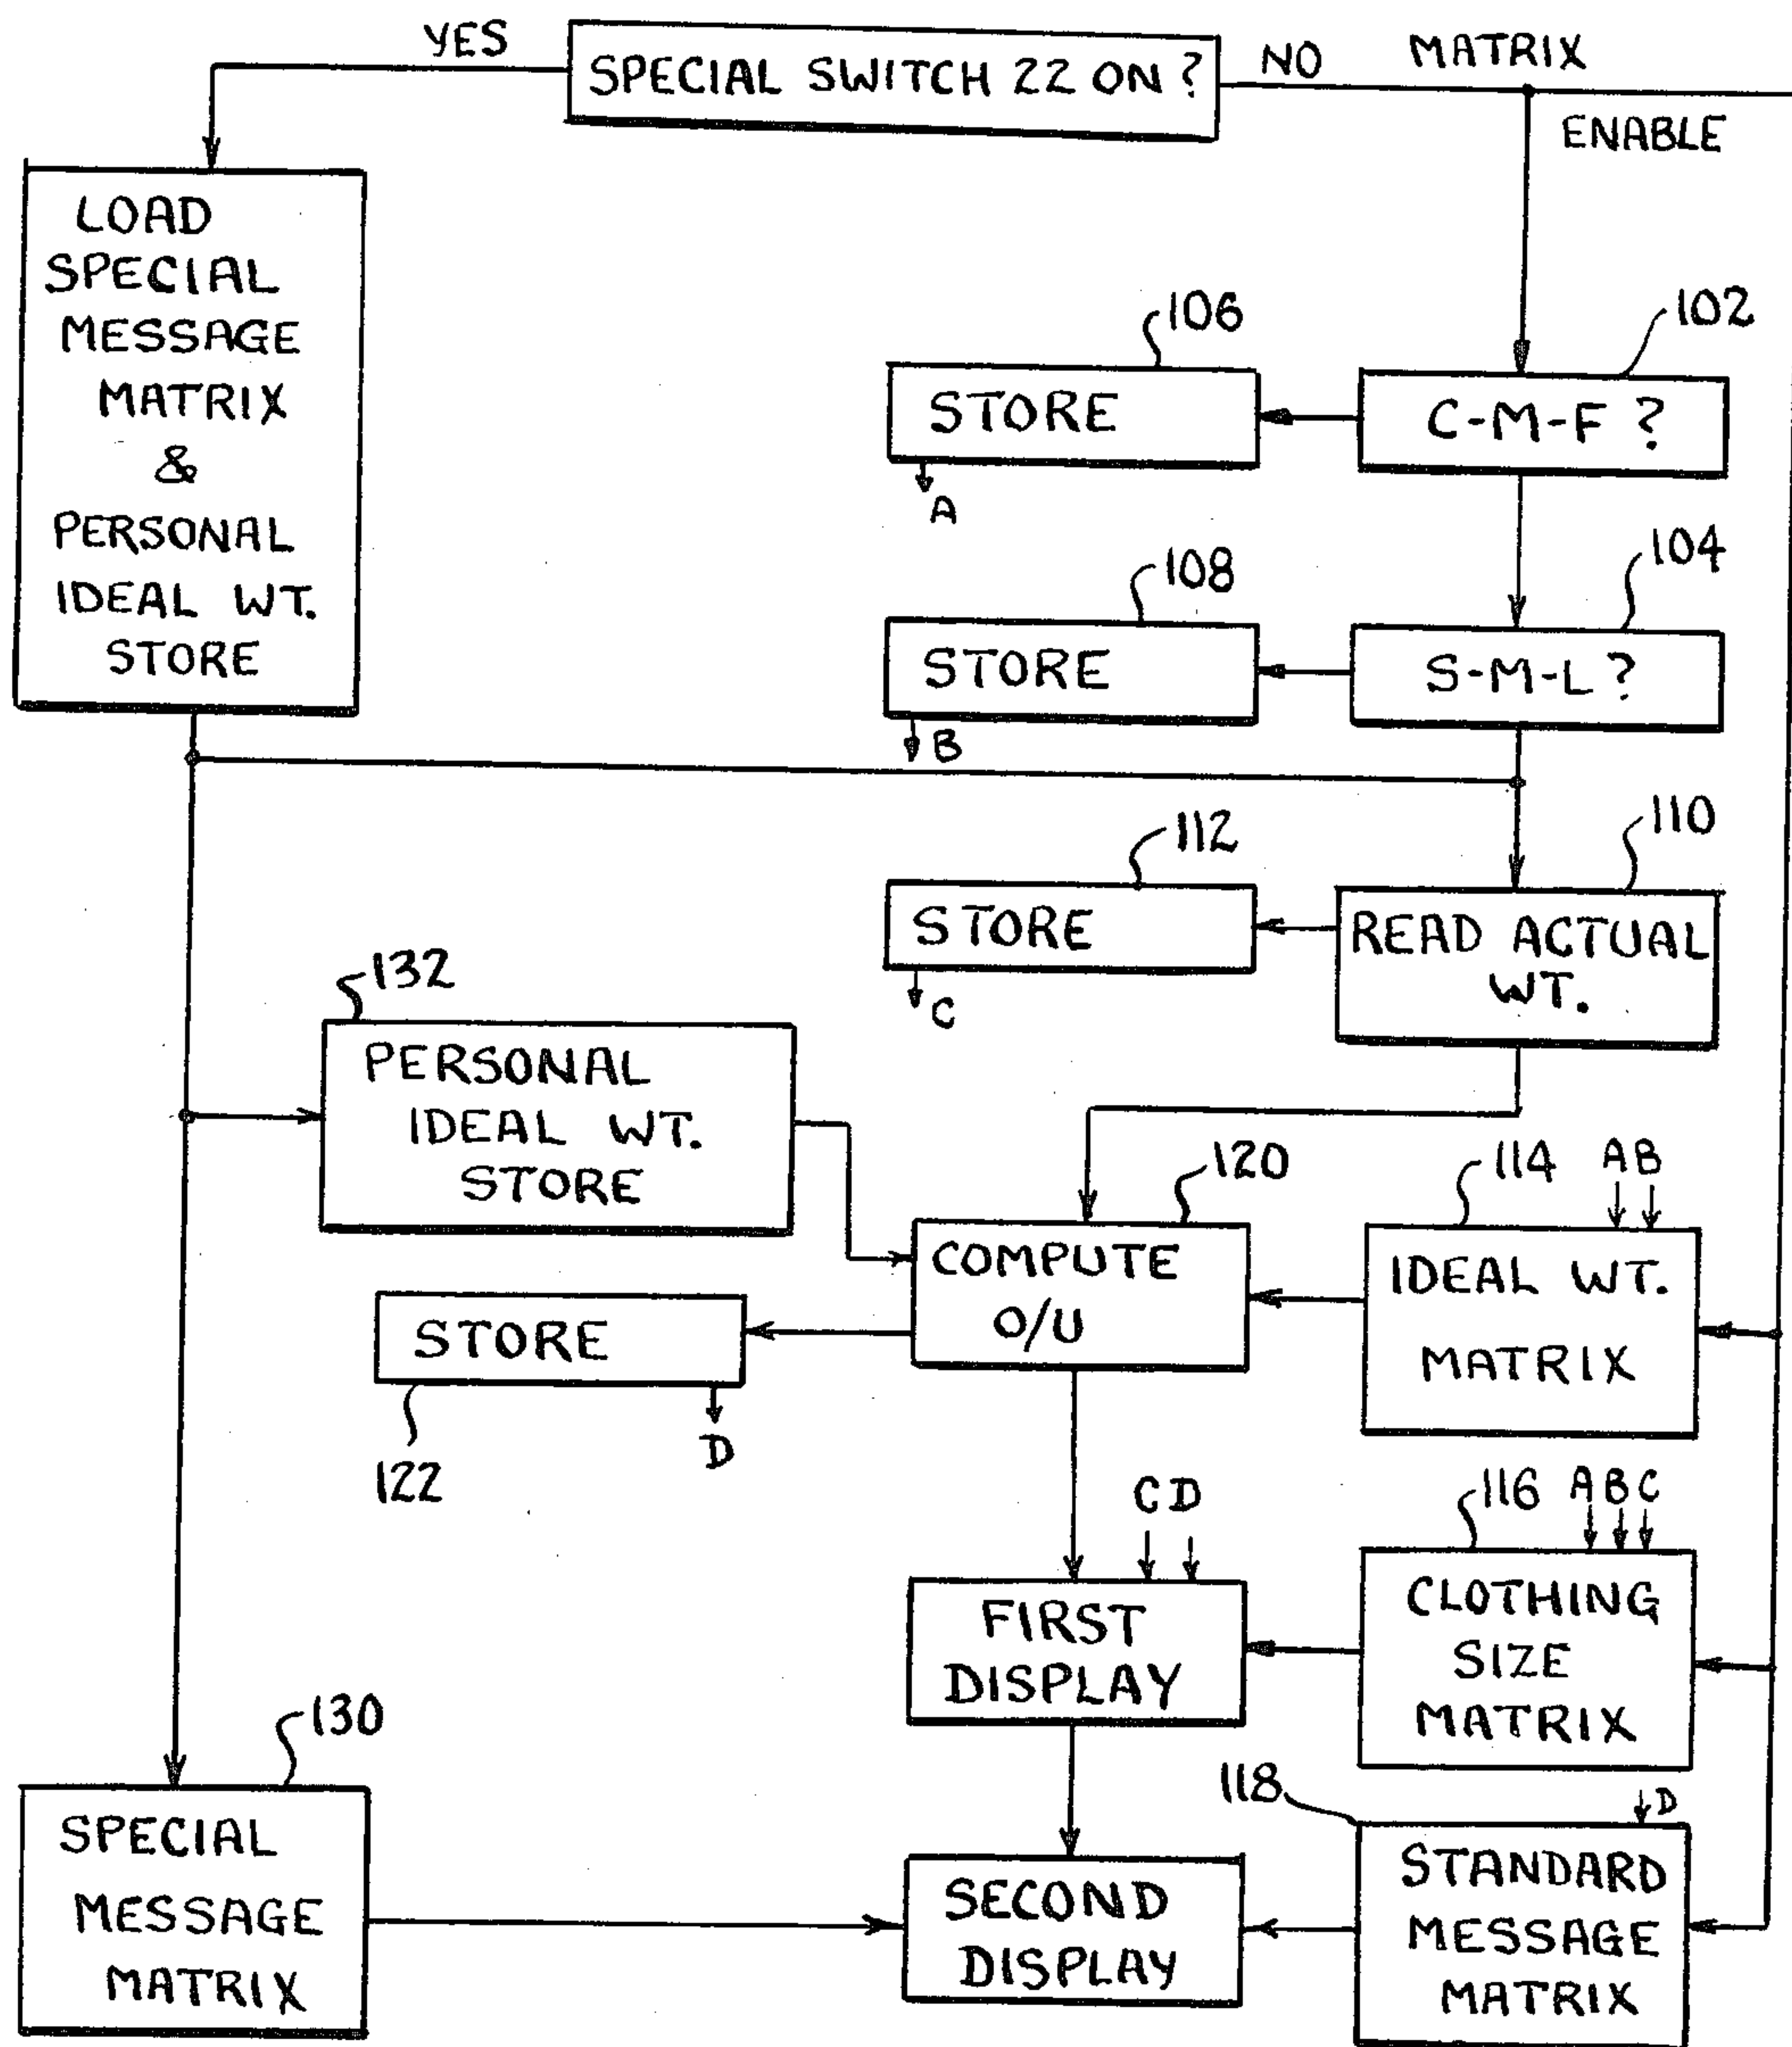 YES
SPECIAL SWITCH 22 ON ?
NO
MATRIX
ENABLE
LOAD
SPECIAL
MESSAGE
MATRIX
&
PERSONAL
IDEAL WT.
STORE
106
STORE
A
102
C-M-F ?
108
STORE
B
104
S-M-L ?
112
STORE
C
110
READ ACTUAL
WT.
132
PERSONAL
IDEAL WT.
STORE
120
COMPUTE
O/U
114
A B
IDEAL WT.
MATRIX
STORE
D
122
C D
FIRST
DISPLAY
116
A B C
CLOTHING
SIZE
MATRIX
130
SPECIAL
MESSAGE
MATRIX
SECOND
DISPLAY
118
D
STANDARD
MESSAGE
MATRIX